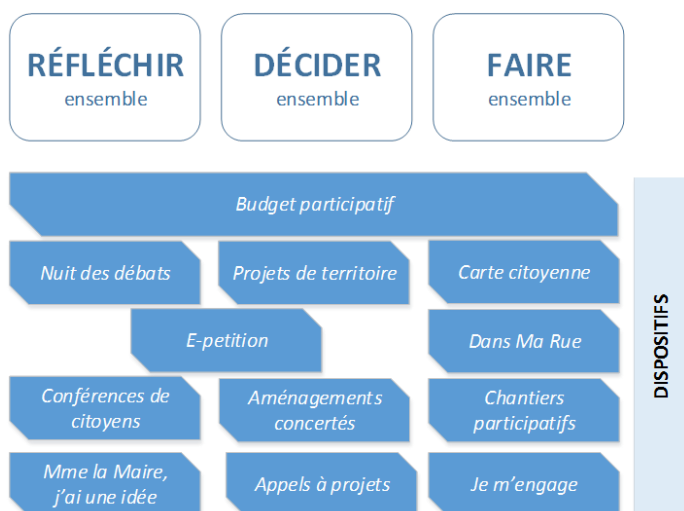 RÉFLÉCHIR
ensemble
DÉCIDER
ensemble
FAIRE
ensemble
Budget participatif
Nuit des débats
Projets de territoire
Carte citoyenne
E-petition
Dans Ma Rue
Conférences de
citoyens
Aménagements
concertés
Chantiers
participatifs
Mme la Maire,
j'ai une idée
Appels à projets
Je m'engage
DISPOSITIFS